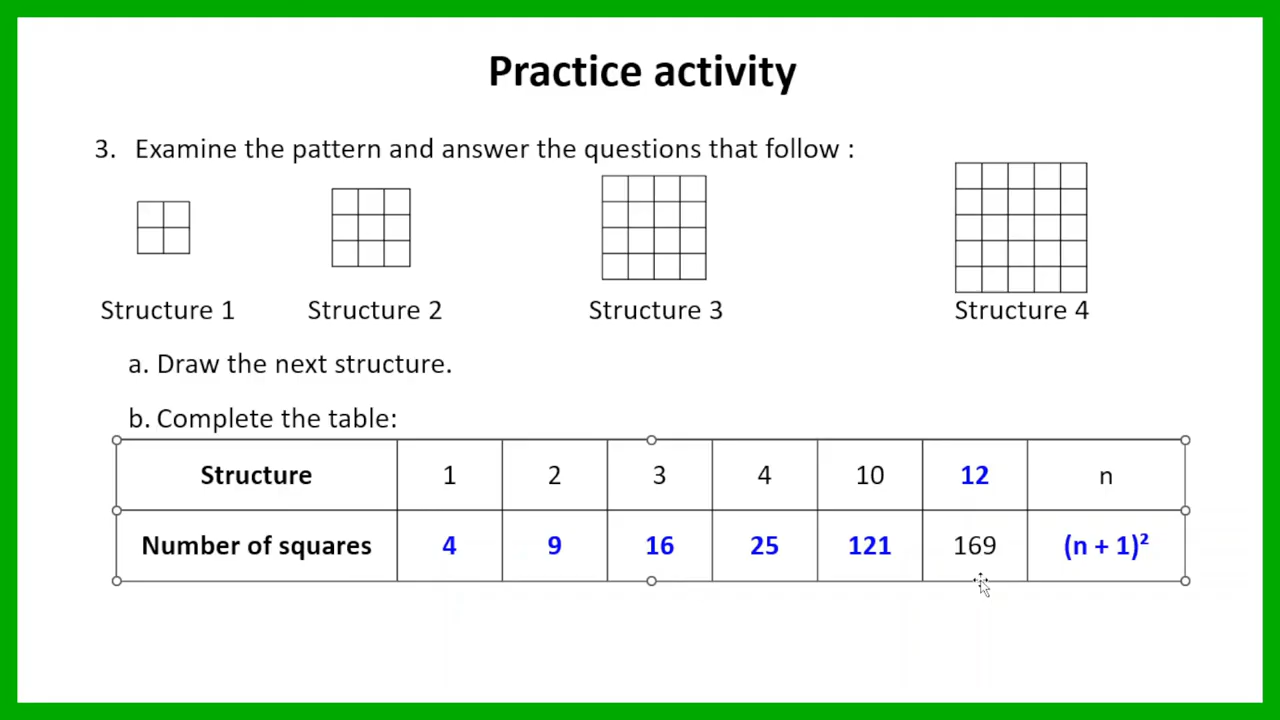 Practice activity
3. Examine the pattern and answer the questions that follow :
Structure 1 Structure 2 Structure 3 Structure 4
a. Draw the next structure.
b. Complete the table:
Structure 1 2 3 4 10 12 n
Number of squares 4 9 16 25 121 169 (n + 1)²